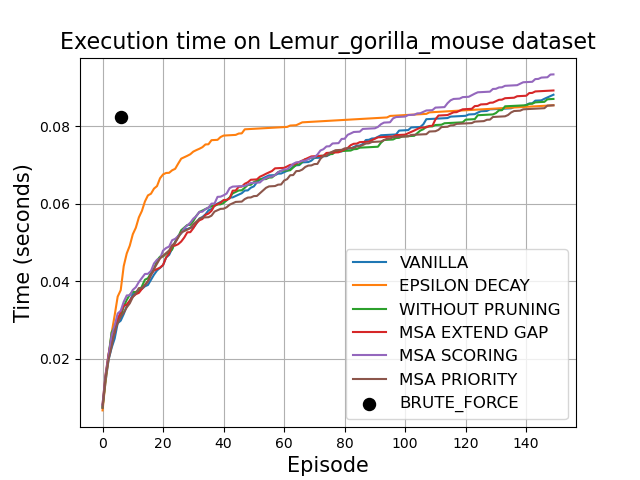 Execution time on Lemur_gorilla_mouse dataset
Time (seconds)
0.08
0.06
0.04
0.02
VANILLA
EPSILON DECAY
WITHOUT PRUNING
MSA EXTEND GAP
MSA SCORING
MSA PRIORITY
BRUTE_FORCE
0 20 40 60 80 100 120 140
Episode